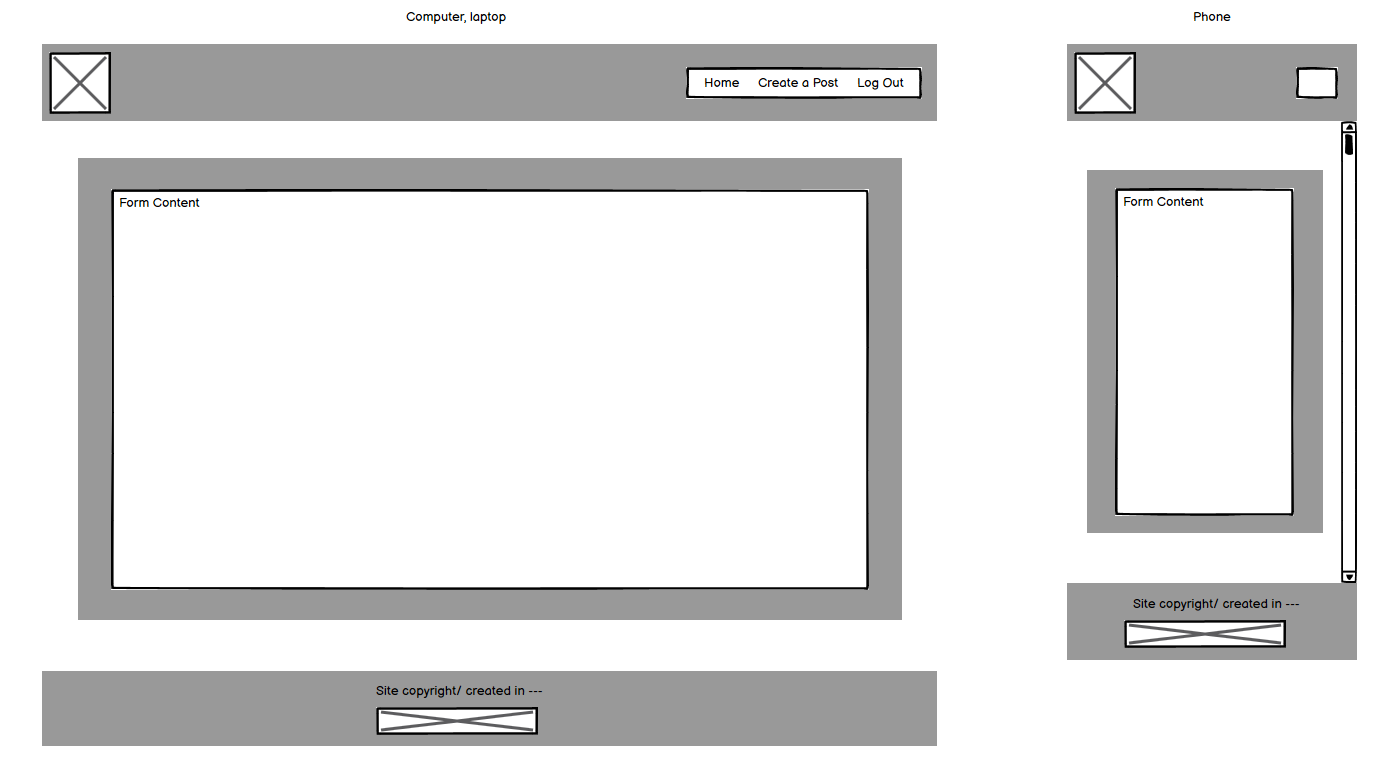 Computer, laptop
Home Create a Post Log Out
Form Content
Site copyright/ created in ---
Phone
Form Content
Site copyright/ created in ---